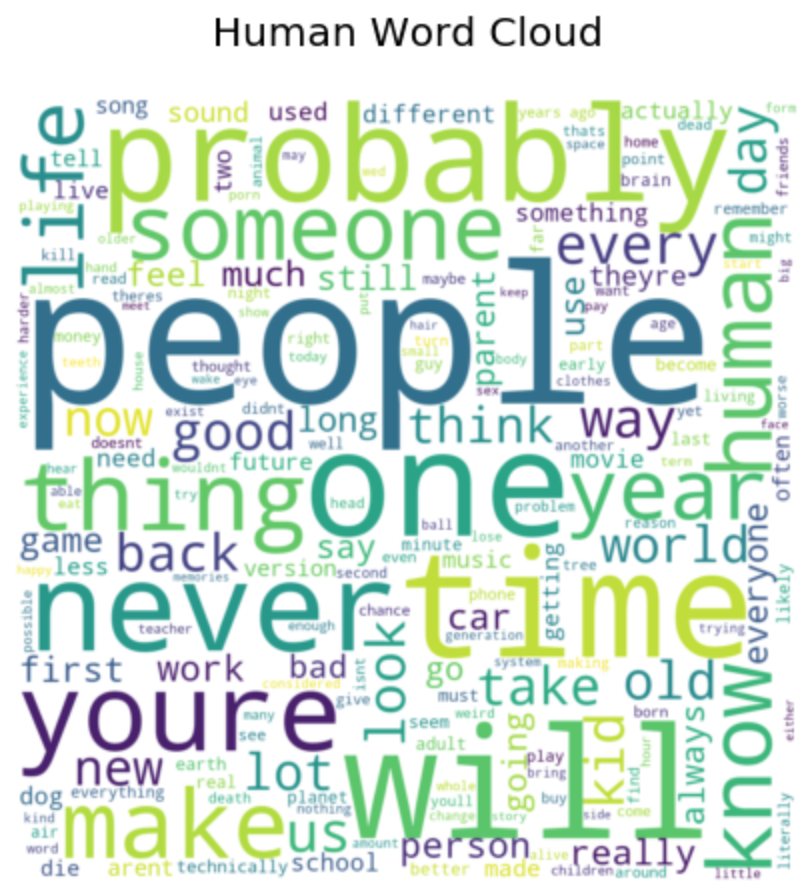 Human Word Cloud
song sound used different years ago actually form
thats dead
life probably space home day friends
tell two animal may point
live wed brain
playing porn someone something remember
older far every might
kill hand feel much still maybe parent theyre start
almost read theres night keep use want big
harder meet show put pay human
people
money right hair turn body part age
teeth house today small guy early become
experience thought wake eye sex clothes living
now exist didnt long think way yet worse
doesnt good well another last face
need future movie term often
hear wouldnt
thing one year
able try head problem
eat ball reason
game back say minute lose world everyone
happy less version second even music getting tree
memories likely
possible never time
teacher enough chance phone car trying
generation
first work bad isnt look go system making
considered give must take old know
youre many seem weird born either
see adult going play kid hour always
new earth lot will bring
real whole find
dog everything death planet youll buy
nothing change story side come literally
kind make us
air amount person really
word
die arent technically school better made alive children around little